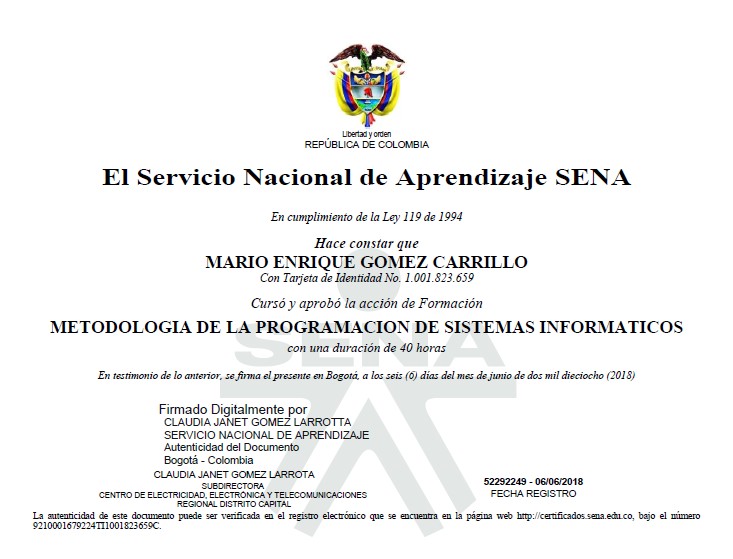 Libertad y orden
REPÚBLICA DE COLOMBIA
El Servicio Nacional de Aprendizaje SENA
En cumplimiento de la Ley 119 de 1994
Hace constar que
MARIO ENRIQUE GOMEZ CARRILLO
Con Tarjeta de Identidad No. 1.001.823.659
Cursó y aprobó la acción de Formación
METODOLOGIA DE LA PROGRAMACION DE SISTEMAS INFORMATICOS
con una duración de 40 horas
SENA
En testimonio de lo anterior, se firma el presente en Bogotá, a los seis (6) días del mes de junio de dos mil dieciocho (2018)
Firmado Digitalmente por
CLAUDIA JANET GOMEZ LARROTTA
SERVICIO NACIONAL DE APRENDIZAJE
Autenticidad del Documento
Bogotá - Colombia
CLAUDIA JANET GOMEZ LARROTA
SUBDIRECTORA
CENTRO DE ELECTRICIDAD, ELECTRÓNICA Y TELECOMUNICACIONES
REGIONAL DISTRITO CAPITAL
52292249 - 06/06/2018
FECHA REGISTRO
La autenticidad de este documento puede ser verificada en el registro electrónico que se encuentra en la página web http://certificados.sena.edu.co, bajo el número
9210001679224TI1001823659C.